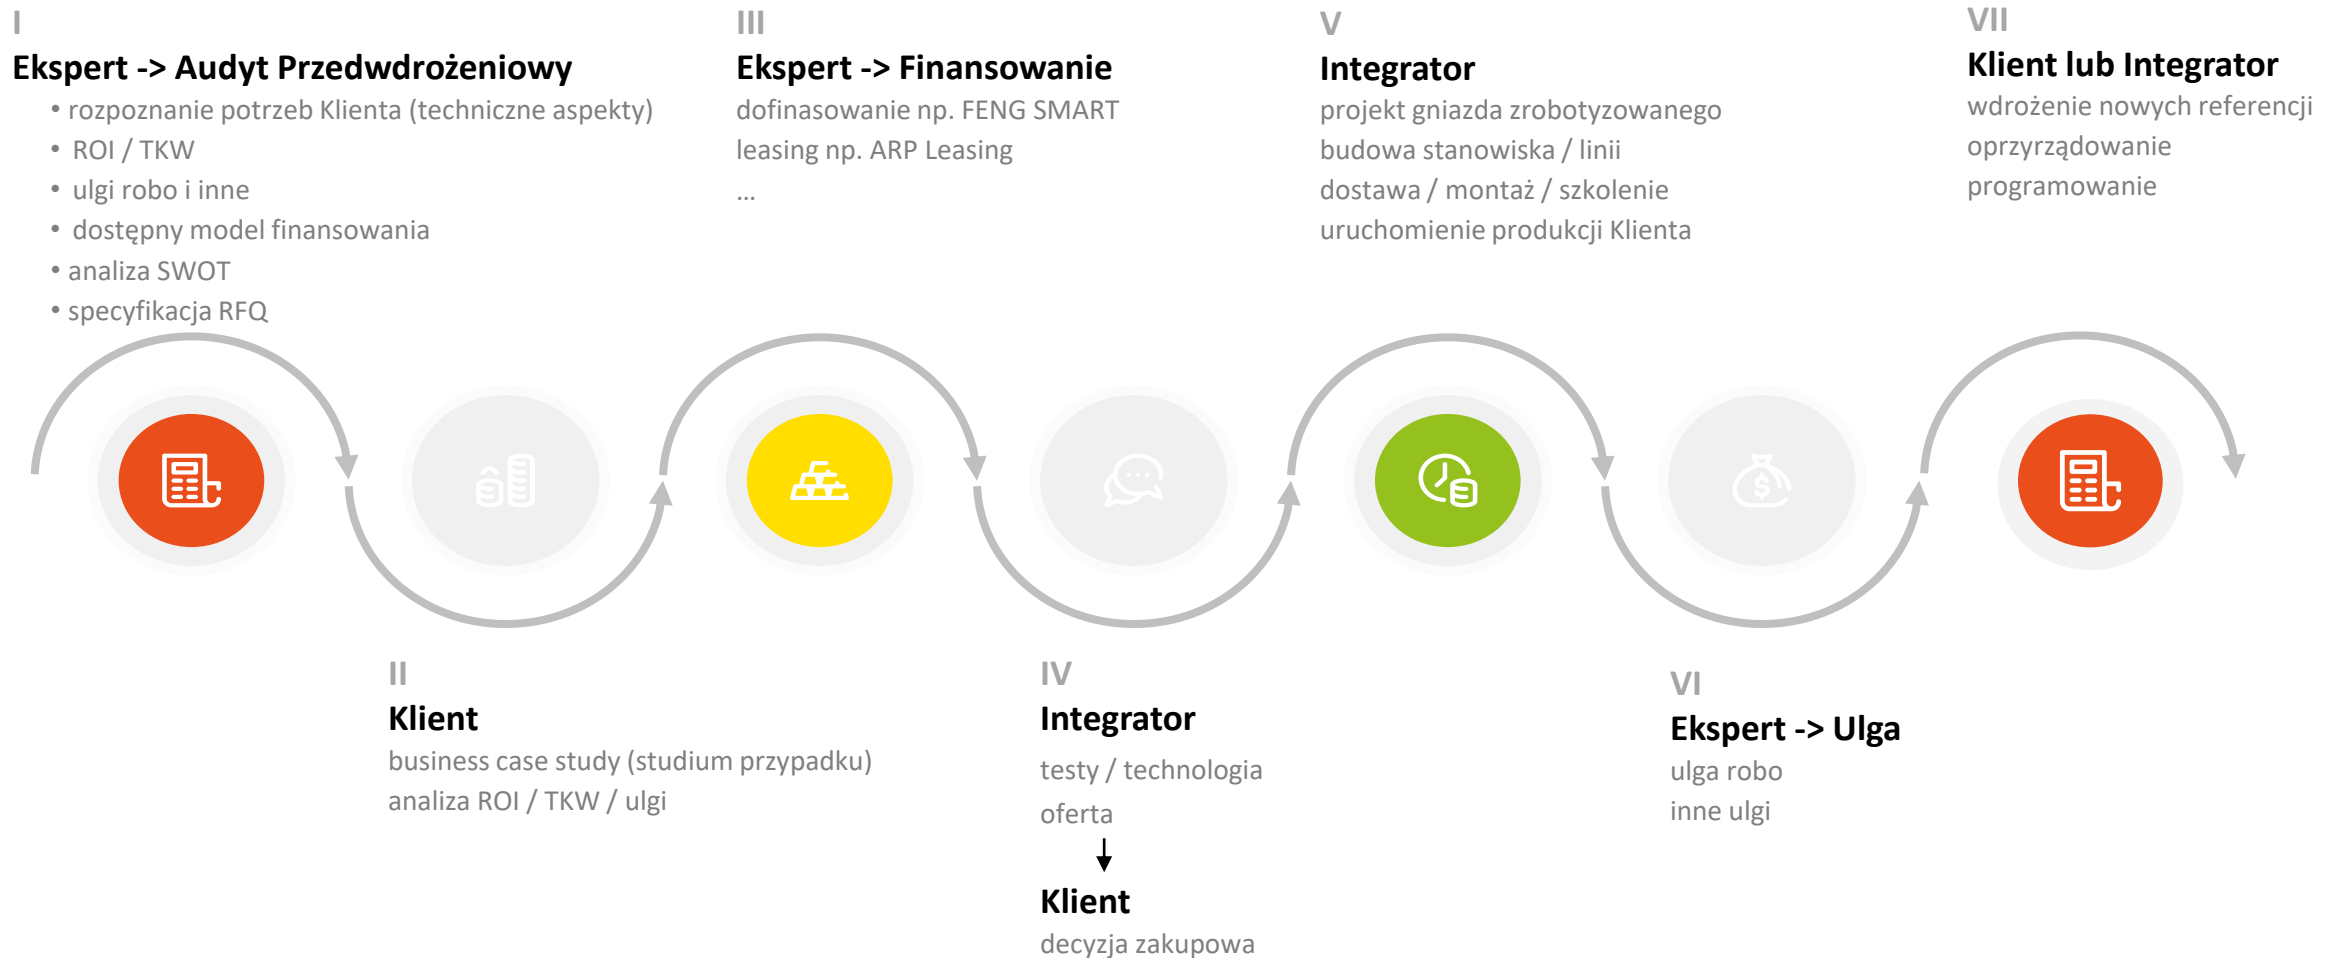 I
Ekspert -> Audyt Przedwdrożeniowy
• rozpoznanie potrzeb Klienta (techniczne aspekty)
• ROI / TKW
• ulgi robo i inne
• dostępny model finansowania
• analiza SWOT
• specyfikacja RFQ
II
Klient
business case study (studium przypadku)
analiza ROI / TKW / ulgi
III
Ekspert -> Finansowanie
dofinasowanie np. FENG SMART
leasing np. ARP Leasing
...
IV
Integrator
testy / technologia
oferta
Klient
decyzja zakupowa
V
Integrator
projekt gniazda zrobotyzowanego
budowa stanowiska / linii
dostawa / montaż / szkolenie
uruchomienie produkcji Klienta
VI
Ekspert -> Ulga
ulga robo
inne ulgi
VII
Klient lub Integrator
wdrożenie nowych referencji
oprzyrządowanie
programowanie